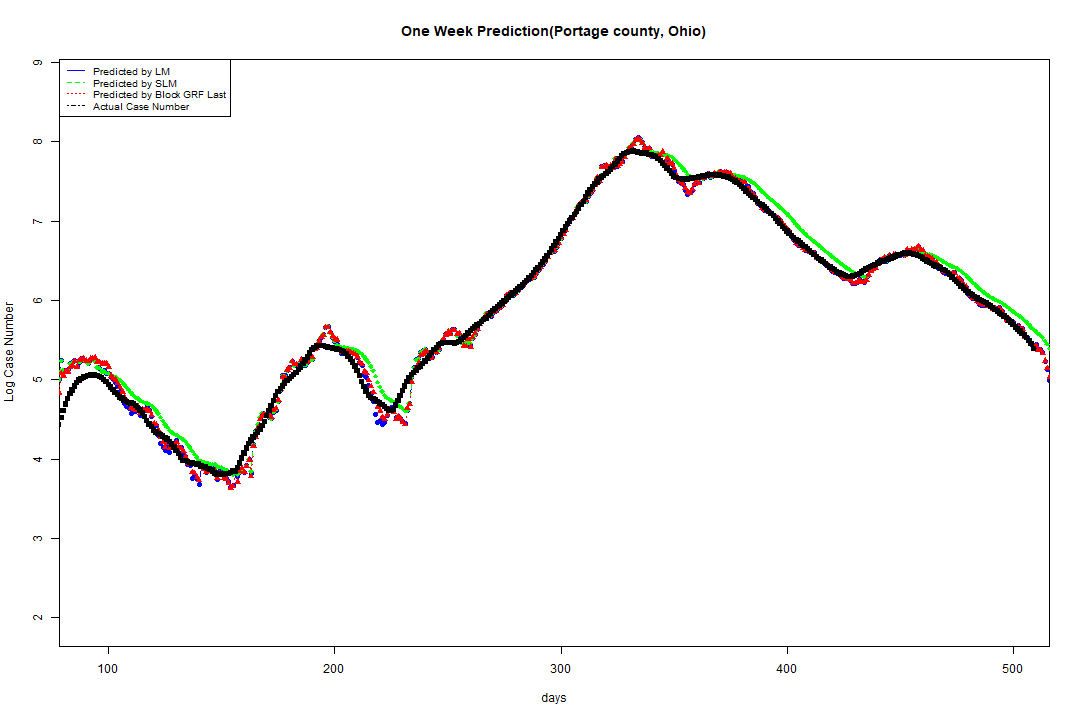 One Week Prediction(Portage county, Ohio)
Predicted by LM
Predicted by SLM
Predicted by Block GRF Last
Actual Case Number
Log Case Number
9
8
7
6
5
4
3
2
100
200
300
400
500
days